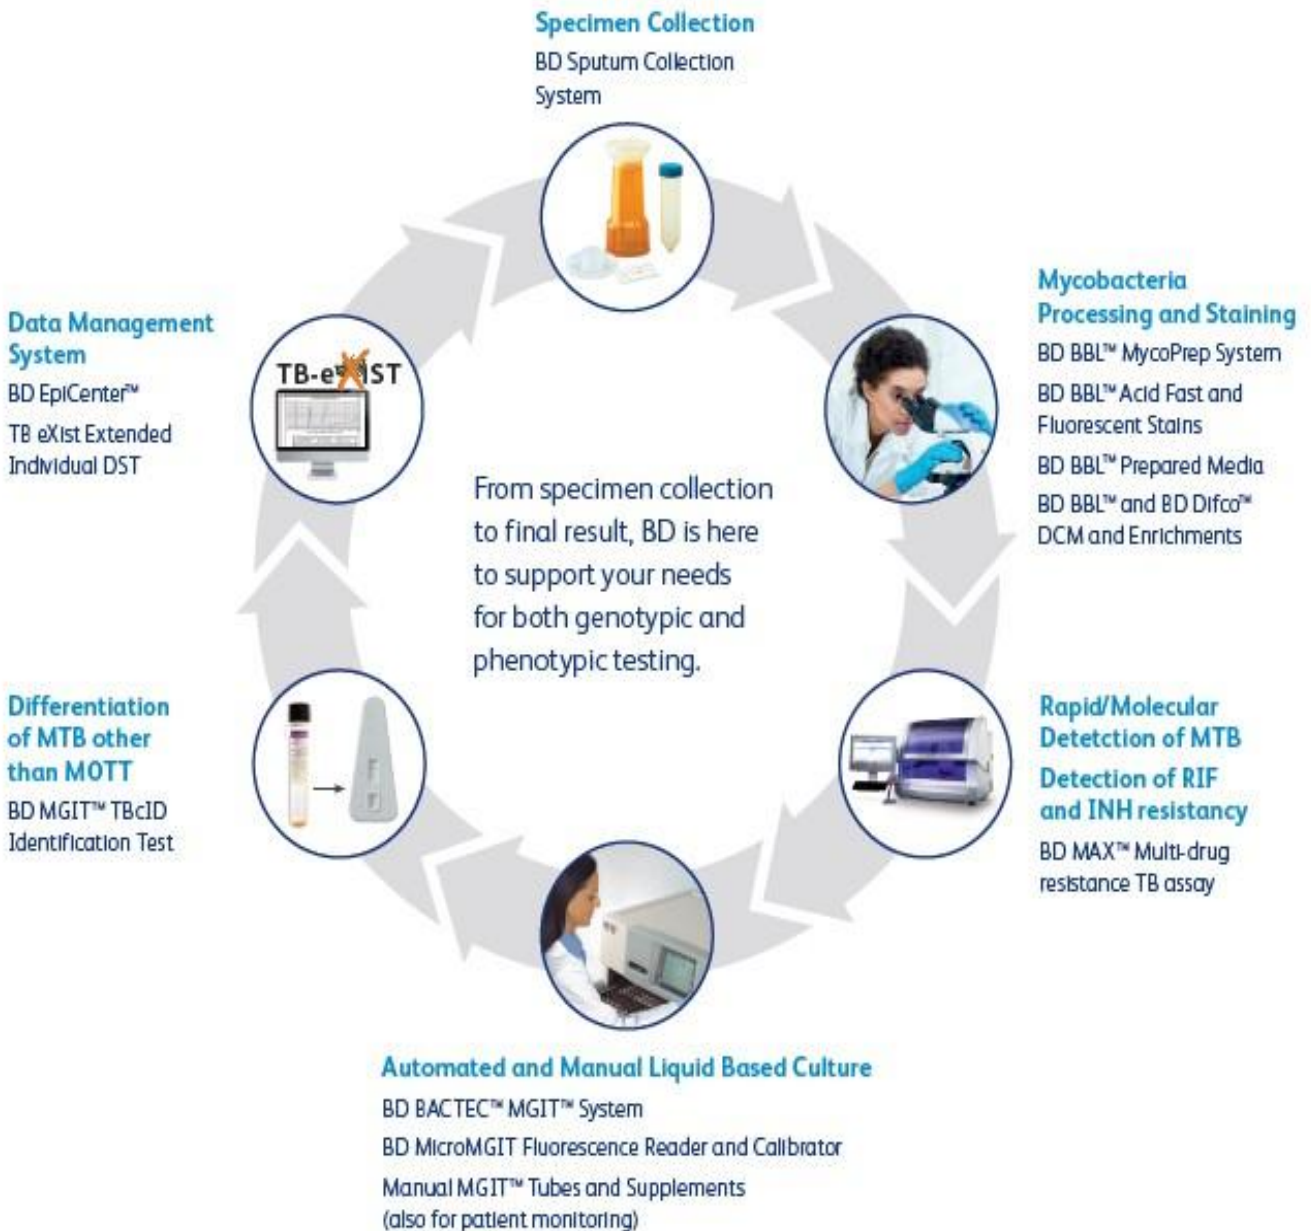 Specimen Collection
BD Sputum Collection
System
Mycobacteria
Processing and Staining
BD BBL™ MycoPrep System
BD BBL™ Acid Fast and
Fluorescent Stains
BD BBL™ Prepared Media
BD BBL™ and BD Difco™
DCM and Enrichments
Rapid/Molecular
Detetction of MTB
Detection of RIF
and INH resistancy
BD MAX™ Multi-drug
resistance TB assay
Automated and Manual Liquid Based Culture
BD BACTEC™ MGIT™ System
BD MicroMGIT Fluorescence Reader and Calibrator
Manual MGIT™ Tubes and Supplements
(also for patient monitoring)
Differentiation
of MTB other
than MOTT
BD MGIT™ TBcID
Identification Test
Data Management
System
BD EpiCenter™
TB eXist Extended
Individual DST
TB-eXIST
From specimen collection
to final result, BD is here
to support your needs
for both genotypic and
phenotypic testing.